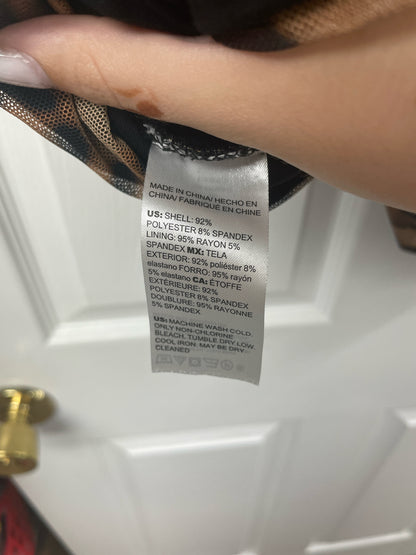 MADE IN CHINA/ HECHO EN
CHINA/ FABRIQUÉ EN CHINE
US: SHELL: 92%
POLYESTER 8% SPANDEX
LINING: 95% RAYON 5%
SPANDEX MX: TELA
EXTERIOR: 92% poliéster 8%
elastano FORRO: 95% rayón
5% elastano CA: ÉTOFFE
EXTÉRIEURE: 92%
POLYESTER 8% SPANDEX
DOUBLURE: 95% RAYONNE
5% SPANDEX
US: MACHINE WASH COLD.
ONLY NON-CHLORINE
BLEACH. TUMBLE DRY LOW.
COOL IRON. MAY BE DRY
CLEANED